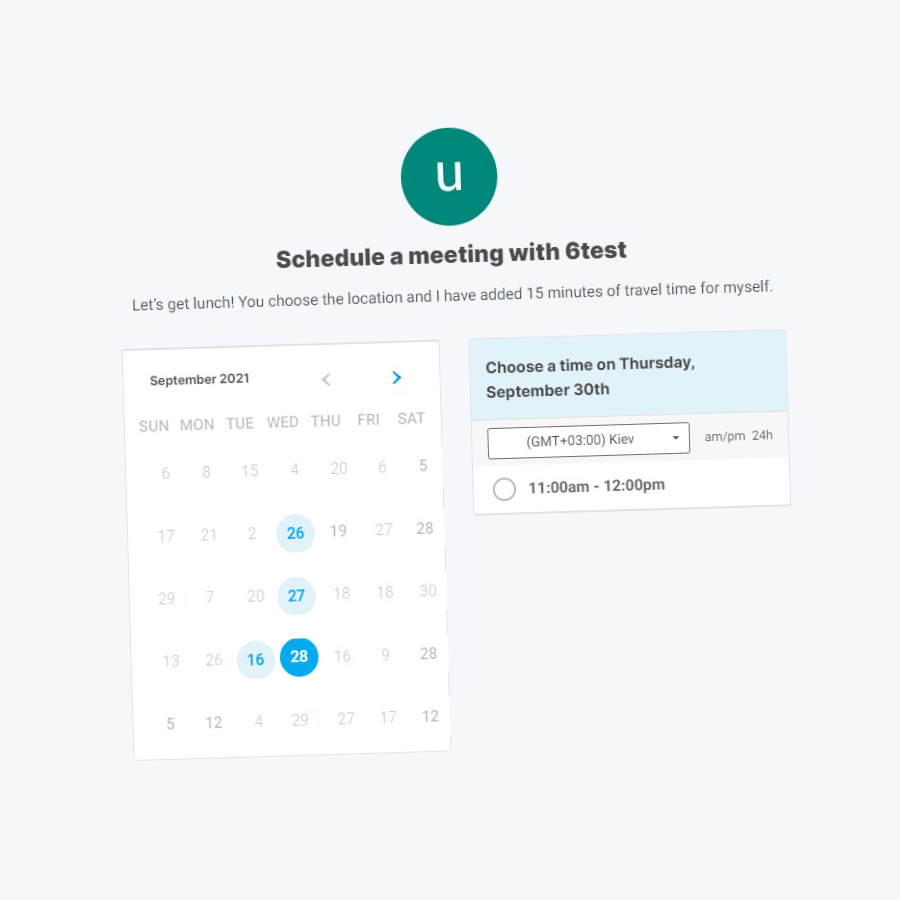 u
Schedule a meeting with 6test
Let's get lunch! You choose the location and I have added 15 minutes of travel time for myself.
September 2021
SUN MON TUE WED THU FRI SAT
6 8 15 4 20 6 5
17 21 2 26 19 27 28
29 7 20 27 18 18 30
13 26 16 28 16 9 28
5 12 4 29 27 17 12
Choose a time on Thursday,
September 30th
(GMT+03:00) Kiev am/pm 24h
11:00am - 12:00pm